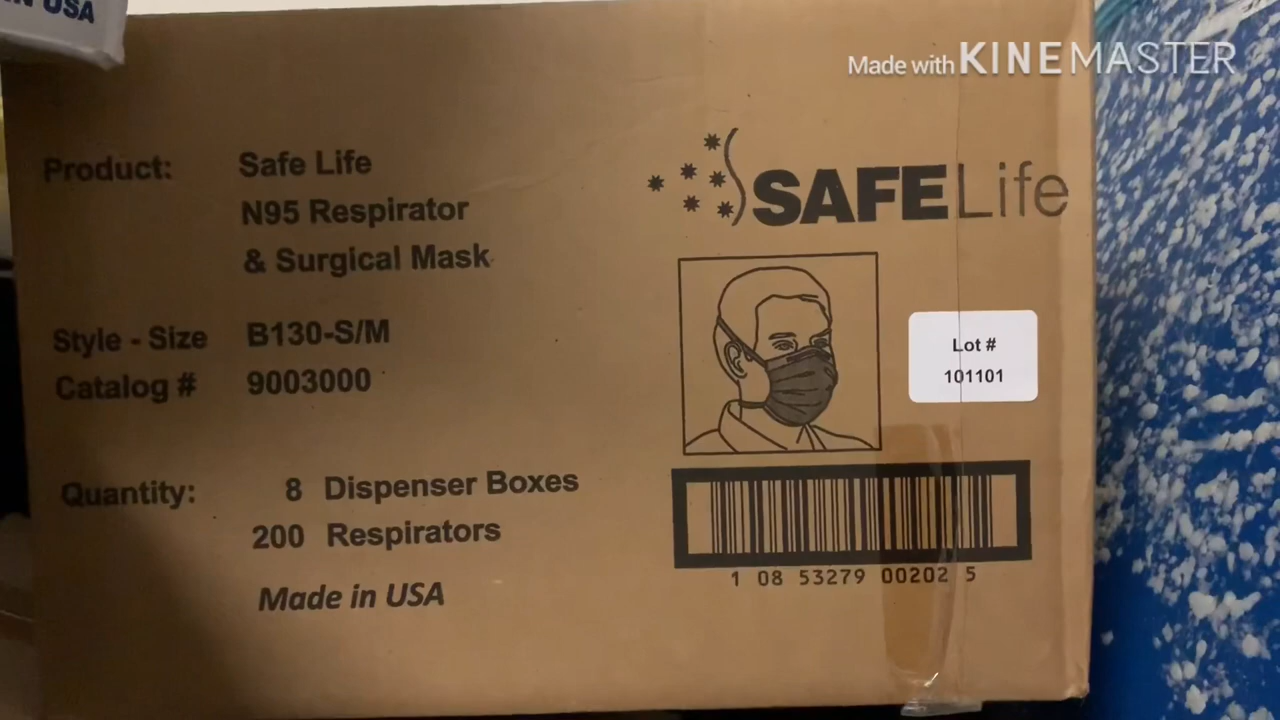 IN USA
Made with KINEMASTER
Product: Safe Life
N95 Respirator
& Surgical Mask
SAFELife
Style - Size B130-S/M
Catalog # 9003000
Lot #
101101
Quantity: 8 Dispenser Boxes
200 Respirators
Made in USA
1 08 53279 00202 5